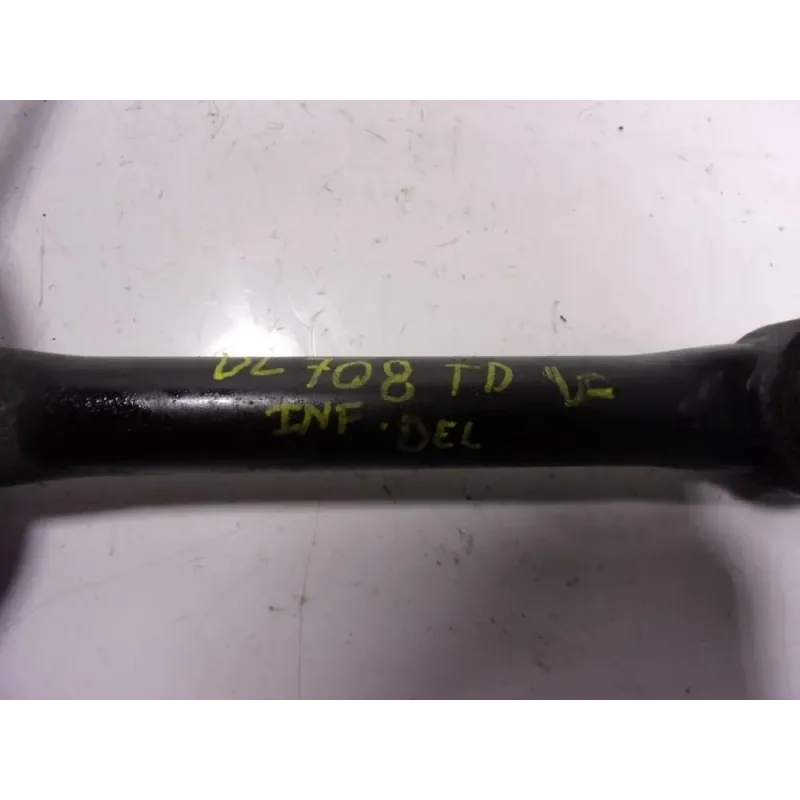 DL 708 TD
INF. DEL